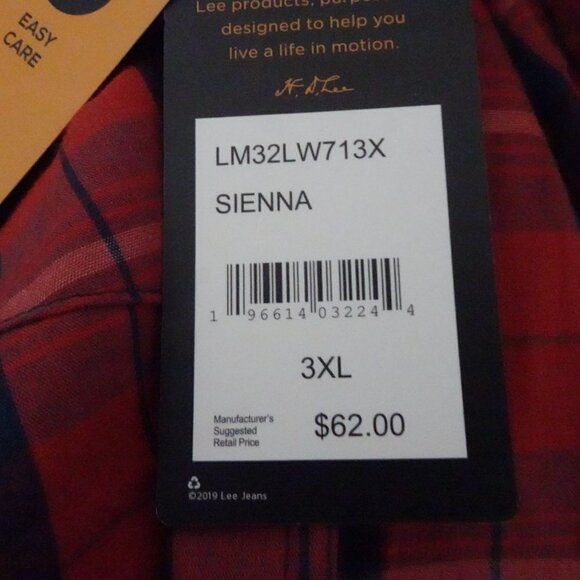 EASY
CARE
Lee products,
designed to help you
live a life in motion.
H. D. Lee
LM32LW713X
SIENNA
1 96614 03224 4
3XL
Manufacturer's
Suggested
Retail Price
$62.00
©2019 Lee Jeans